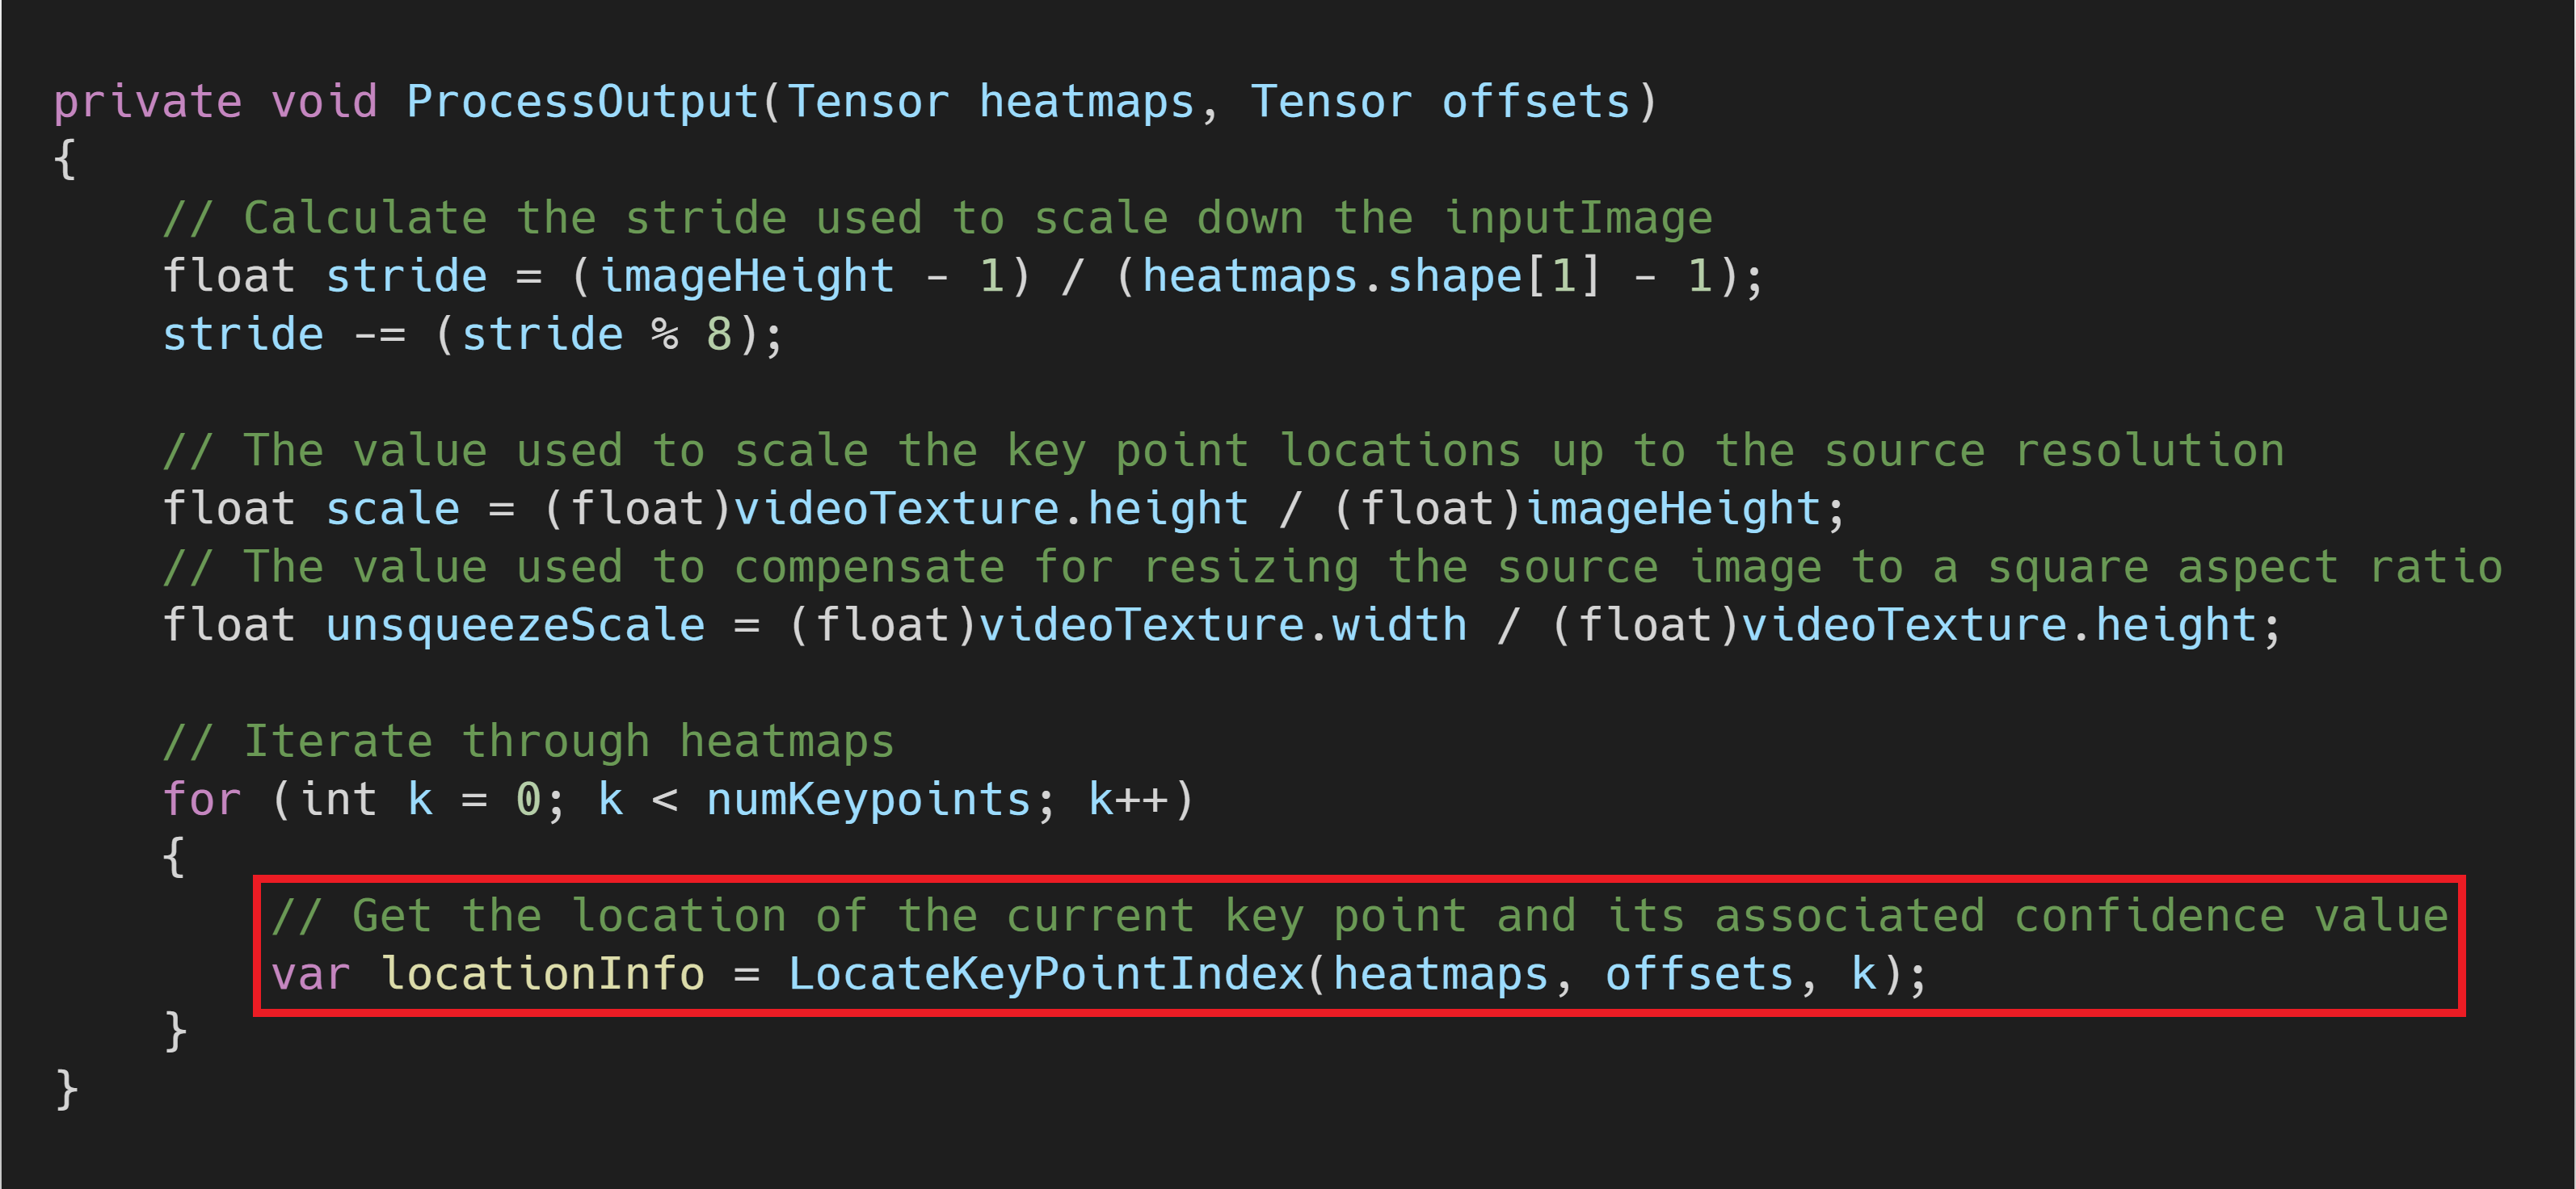 private void ProcessOutput(Tensor heatmaps, Tensor offsets)
{
    // Calculate the stride used to scale down the inputImage
    float stride = (imageHeight - 1) / (heatmaps.shape[1] - 1);
    stride -= (stride % 8);

    // The value used to scale the key point locations up to the source resolution
    float scale = (float)videoTexture.height / (float)imageHeight;
    // The value used to compensate for resizing the source image to a square aspect ratio
    float unsqueezeScale = (float)videoTexture.width / (float)videoTexture.height;

    // Iterate through heatmaps
    for (int k = 0; k < numKeypoints; k++)
    {
        // Get the location of the current key point and its associated confidence value
        var locationInfo = LocateKeyPointIndex(heatmaps, offsets, k);
    }
}